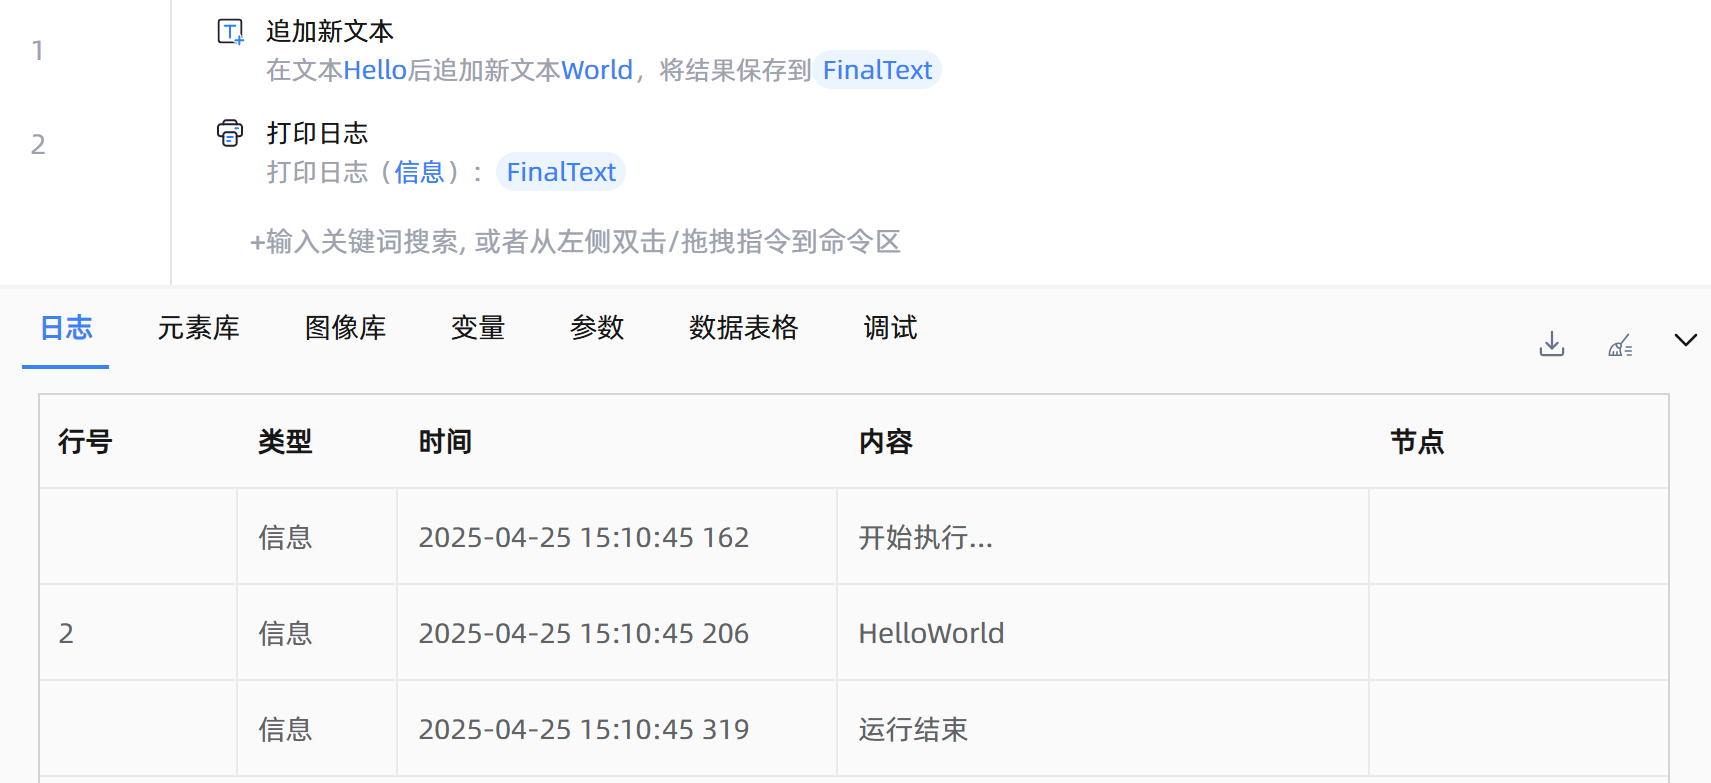 1
追加新文本
在文本Hello后追加新文本World，将结果保存到 FinalText
2
打印日志
打印日志（信息）： FinalText
+输入关键词搜索, 或者从左侧双击/拖拽指令到命令区
日志 元素库 图像库 变量 参数 数据表格 调试
行号 类型 时间 内容 节点
信息 2025-04-25 15:10:45 162 开始执行...
2 信息 2025-04-25 15:10:45 206 HelloWorld
信息 2025-04-25 15:10:45 319 运行结束